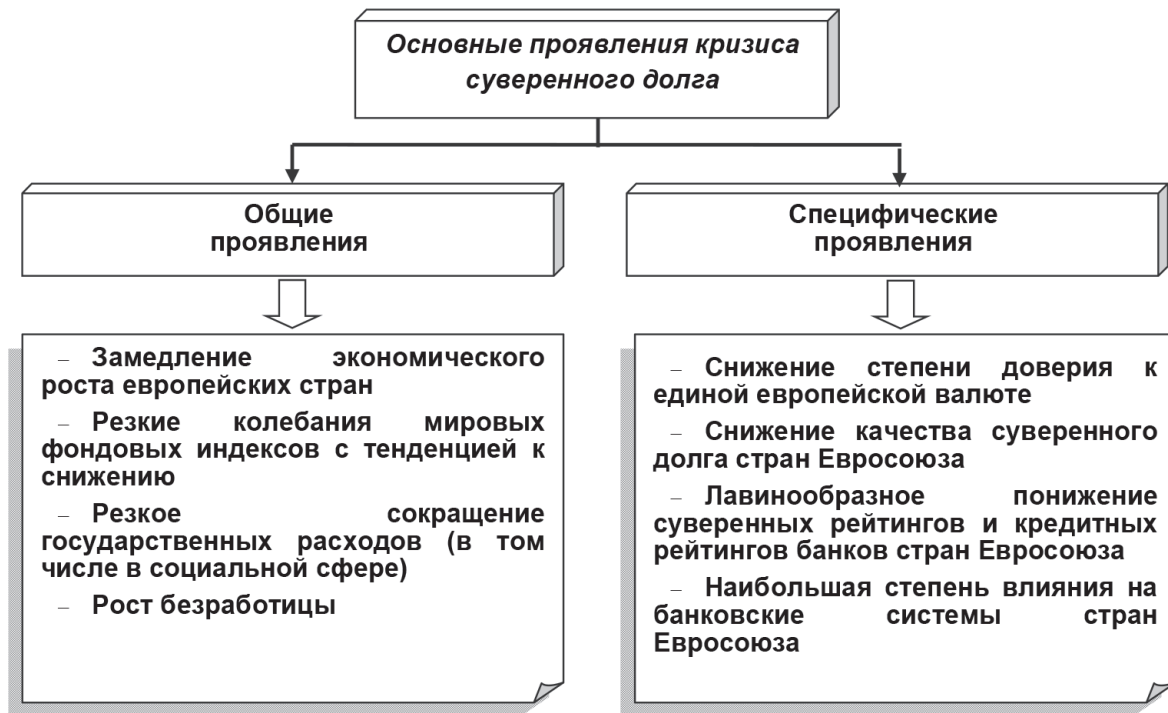 Основные проявления кризиса
суверенного долга
Общие
проявления
Специфические
проявления
– Замедление экономического
роста европейских стран
– Резкие колебания мировых
фондовых индексов с тенденцией к
снижению
– Резкое сокращение
государственных расходов (в том
числе в социальной сфере)
– Рост безработицы
– Снижение степени доверия к
единой европейской валюте
– Снижение качества суверенного
долга стран Евросоюза
– Лавинообразное понижение
суверенных рейтингов и кредитных
рейтингов банков стран Евросоюза
– Наибольшая степень влияния на
банковские системы стран
Евросоюза